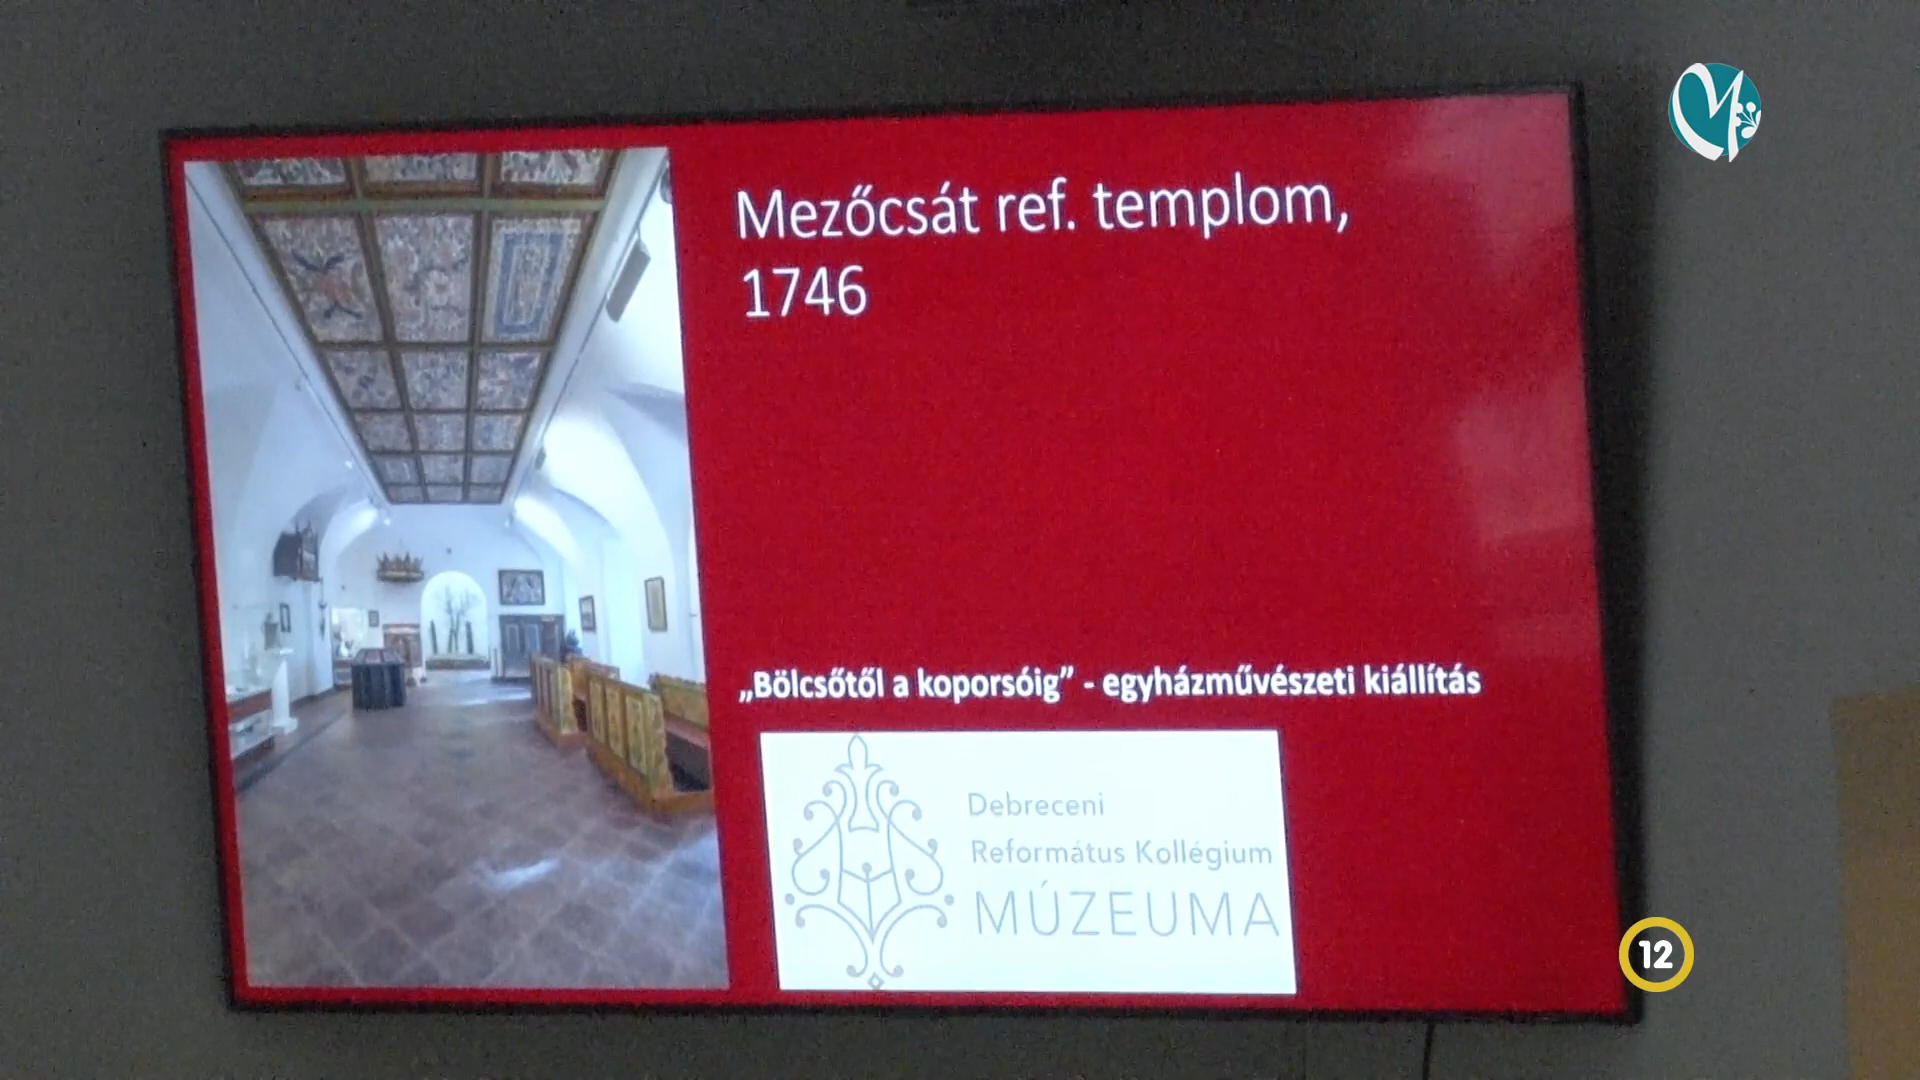 Mezőcsát ref. templom,
1746
„Bölcsőtől a koporsóig” - egyházművészeti kiállítás
Debreceni
Református Kollégium
MÚZEUMA
12